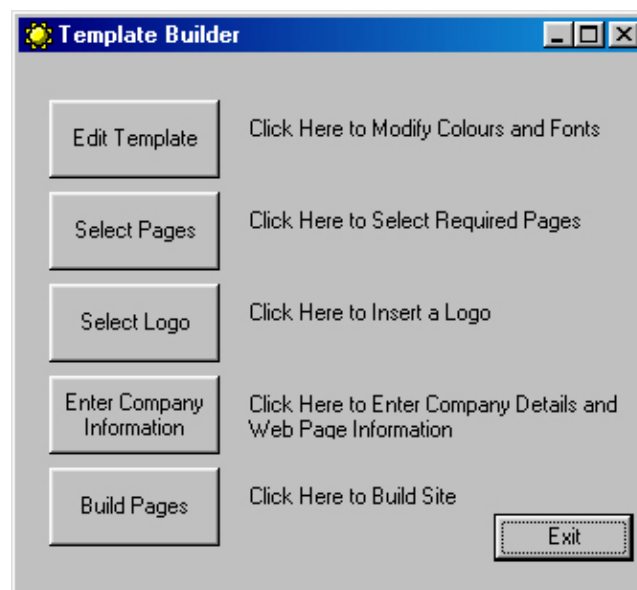 Template Builder
Edit Template
Click Here to Modify Colours and Fonts
Select Pages
Click Here to Select Required Pages
Select Logo
Click Here to Insert a Logo
Enter Company
Information
Click Here to Enter Company Details and
Web Page Information
Build Pages
Click Here to Build Site
Exit